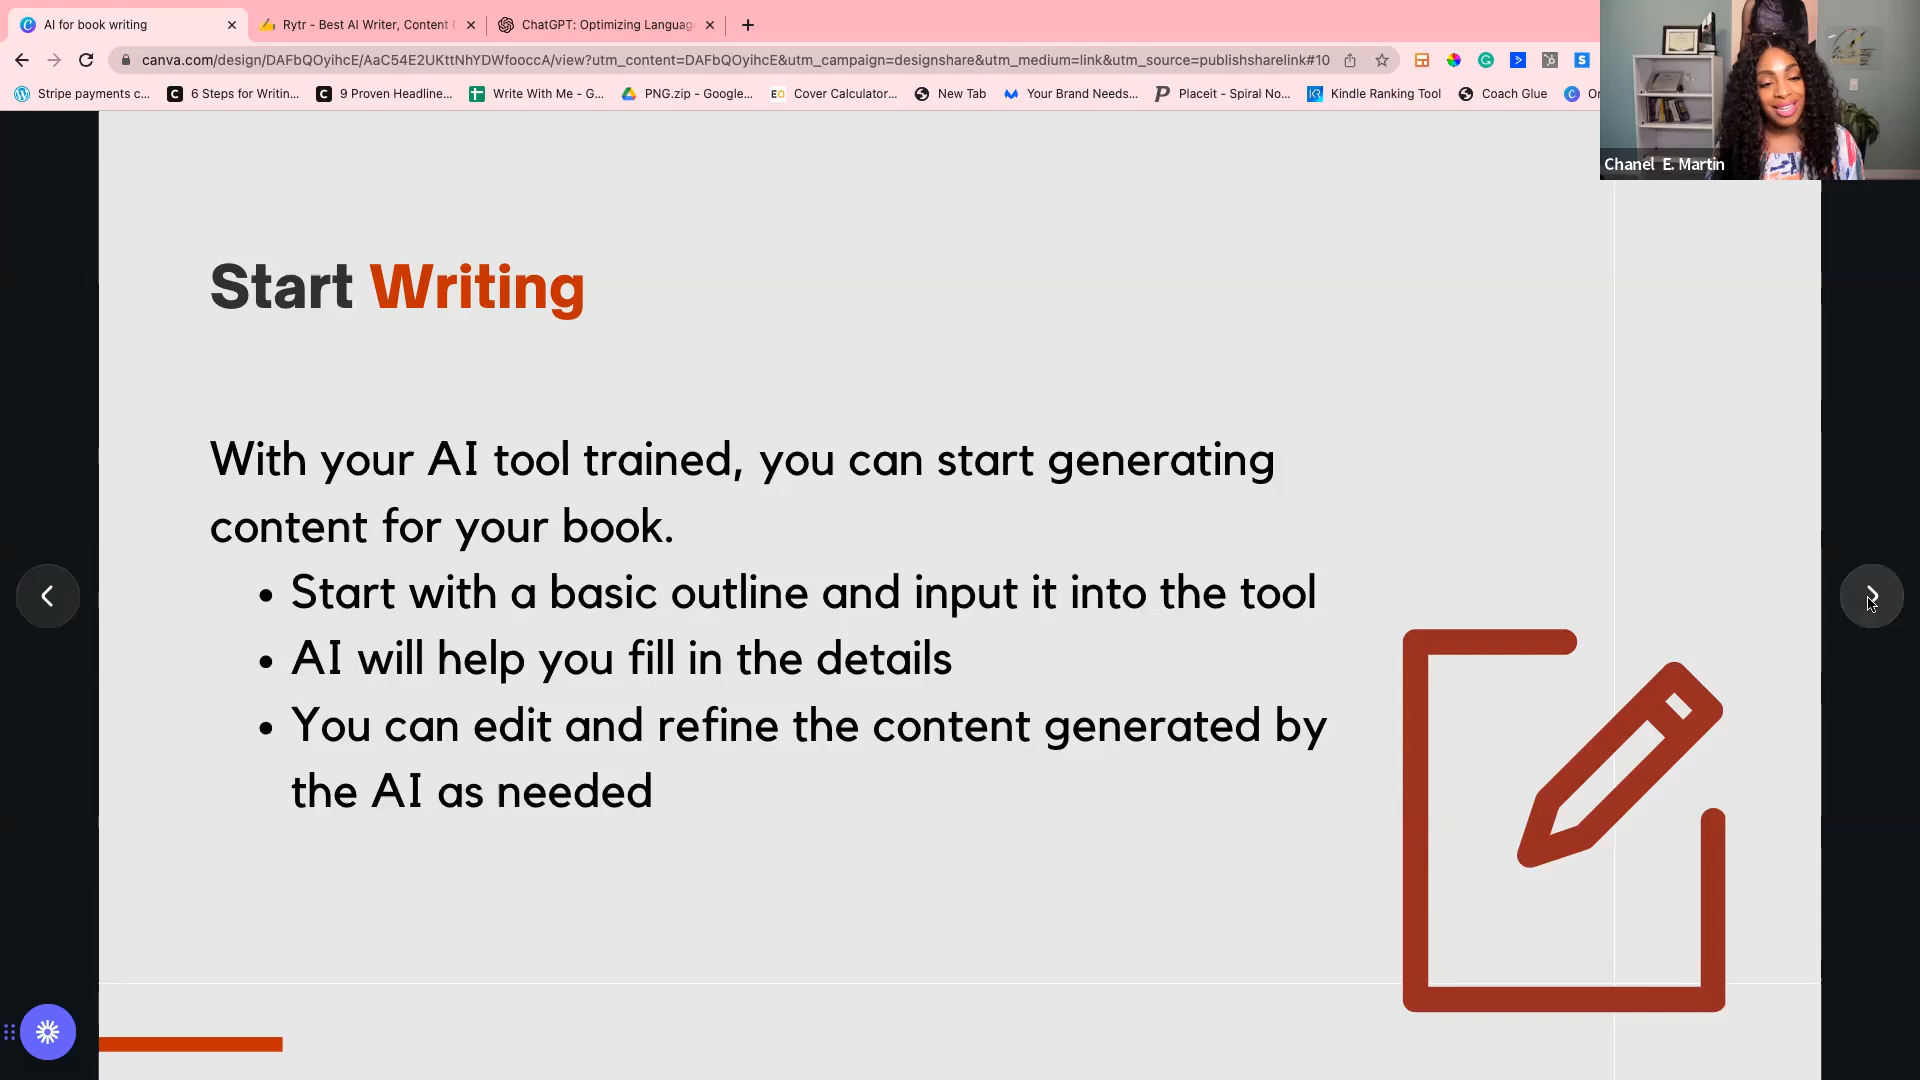 AI for book writing
Rytr - Best AI Writer, Content
ChatGPT: Optimizing Languag
canva.com/design/DAFbQOyihcE/AaC54E2UKttNhYDWfooccA/view?utm_content=DAFbQOyihcE&utm_campaign=designshare&utm_medium=link&utm_source=publishsharelink#10
Stripe payments c...
6 Steps for Writin...
9 Proven Headline...
Write With Me - G...
PNG.zip - Google...
EO
Cover Calculator...
New Tab
Your Brand Needs...
Placeit - Spiral No...
KR
Kindle Ranking Tool
Coach Glue
Chanel E. Martin
Start Writing
With your AI tool trained, you can start generating
content for your book.
• Start with a basic outline and input it into the tool
• AI will help you fill in the details
• You can edit and refine the content generated by
the AI as needed